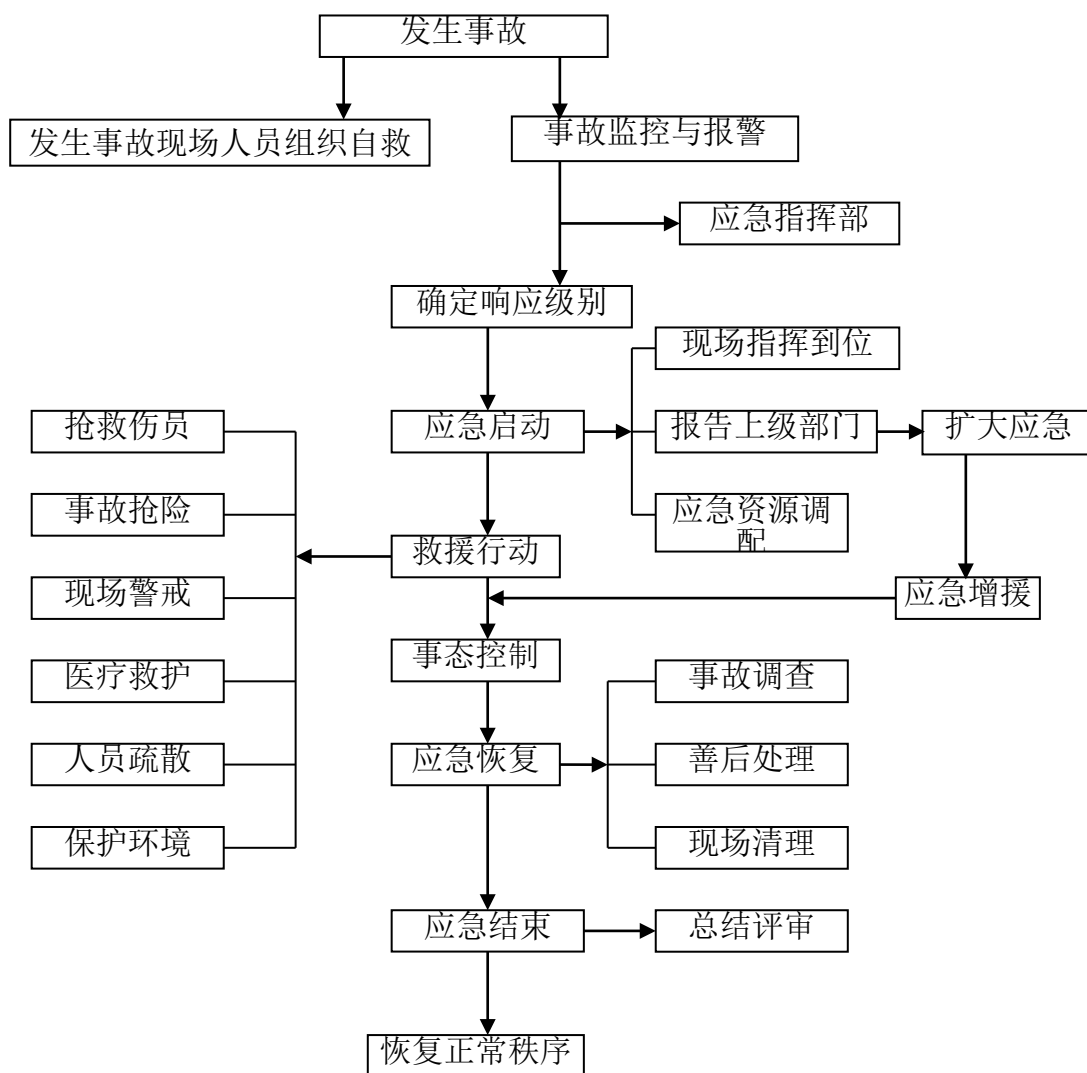 发生事故
发生事故现场人员组织自救
事故监控与报警
应急指挥部
确定响应级别
现场指挥到位
抢救伤员
应急启动
报告上级部门
扩大应急
事故抢险
应急资源调
配
救援行动
现场警戒
应急增援
事态控制
医疗救护
事故调查
人员疏散
应急恢复
善后处理
保护环境
现场清理
应急结束
总结评审
恢复正常秩序